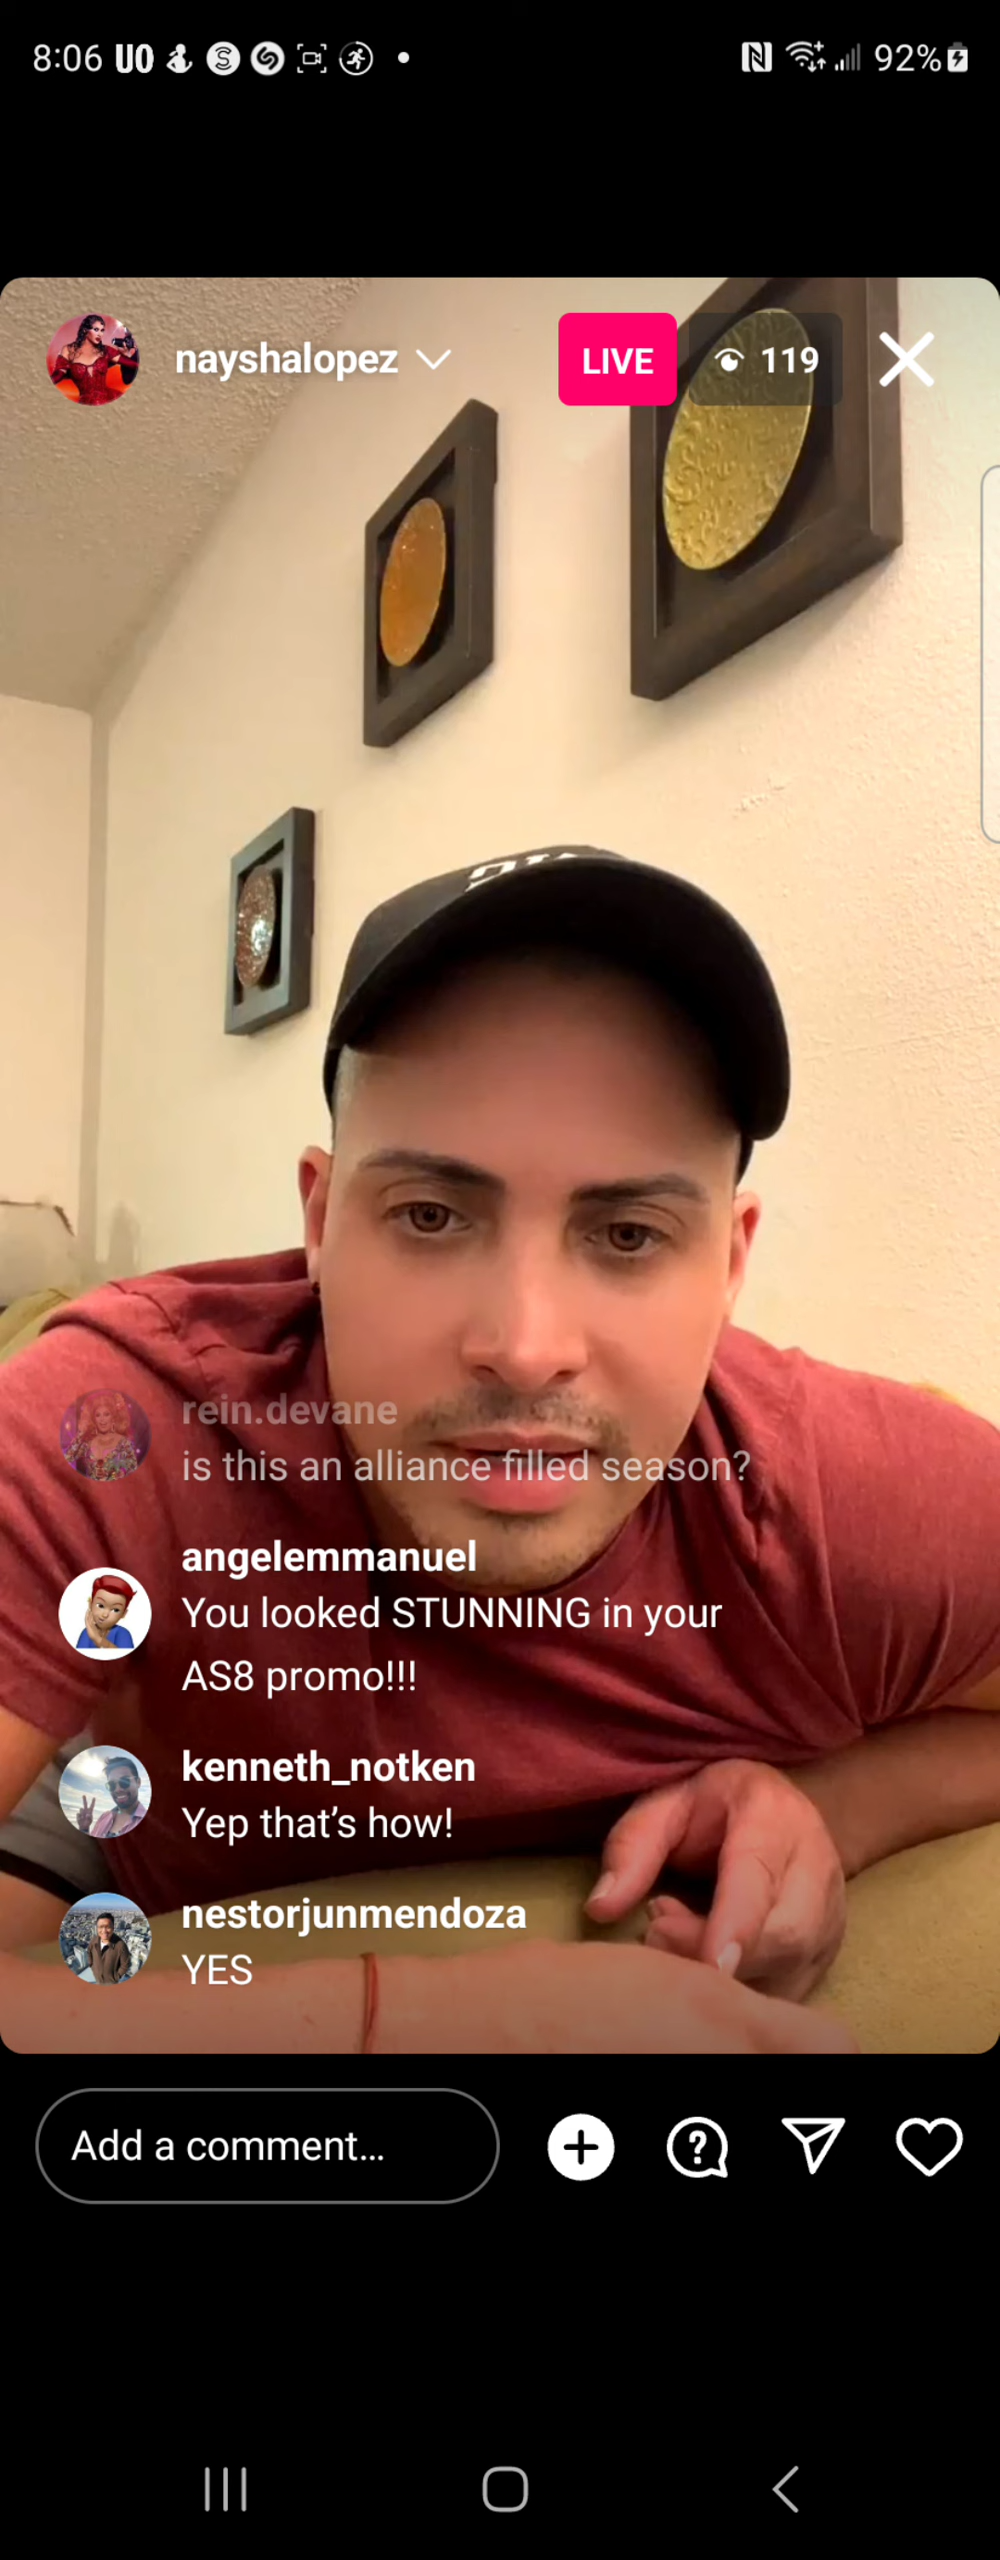 8:06 UO
92%
nayshalopez
LIVE 119
rein.devane
is this an alliance filled season?
angelemmanuel
You looked STUNNING in your
AS8 promo!!!
kenneth_notken
Yep that’s how!
nestorjunmendoza
YES
Add a comment...